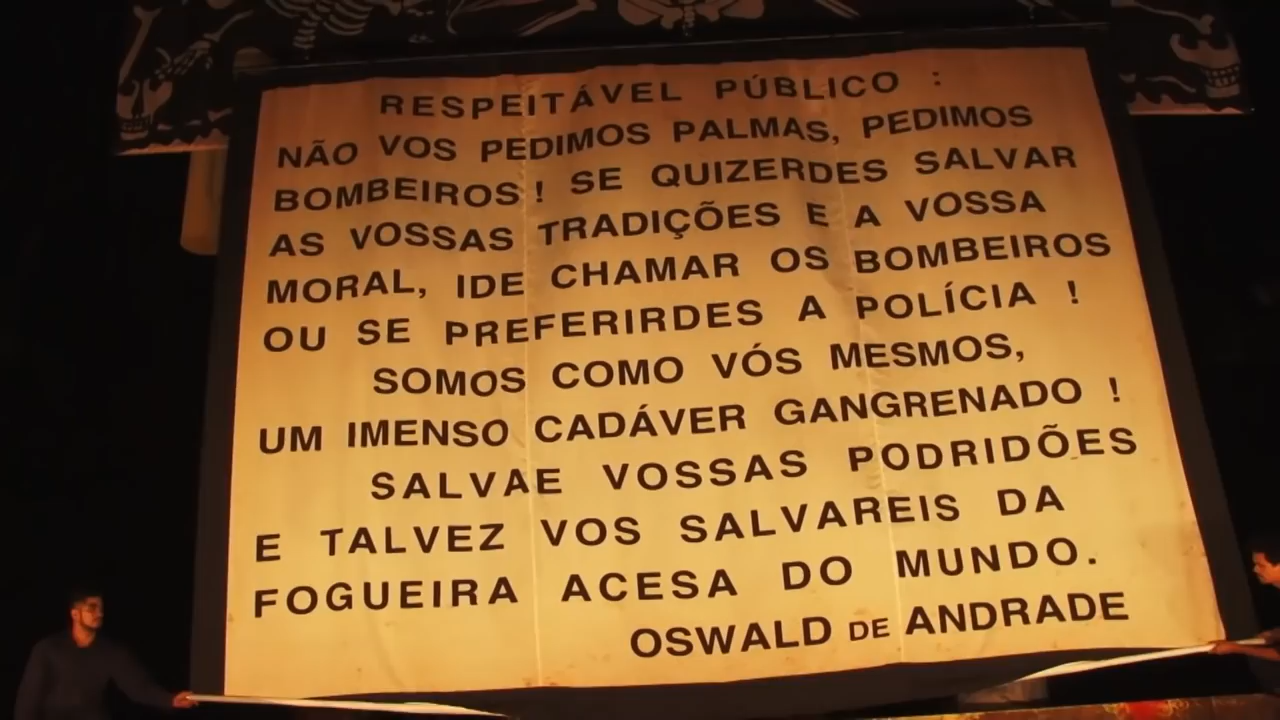 RESPEITÁVEL PÚBLICO :
NÃO VOS PEDIMOS PALMAS, PEDIMOS
BOMBEIROS ! SE QUIZERDES SALVAR
AS VOSSAS TRADIÇÕES E A VOSSA
MORAL, IDE CHAMAR OS BOMBEIROS
OU SE PREFERIRDES A POLÍCIA !
SOMOS COMO VÓS MESMOS,
UM IMENSO CADÁVER GANGRENADO !
SALVAE VOSSAS PODRIDÕES
E TALVEZ VOS SALVAREIS DA
FOGUEIRA ACESA DO MUNDO.
OSWALD DE ANDRADE